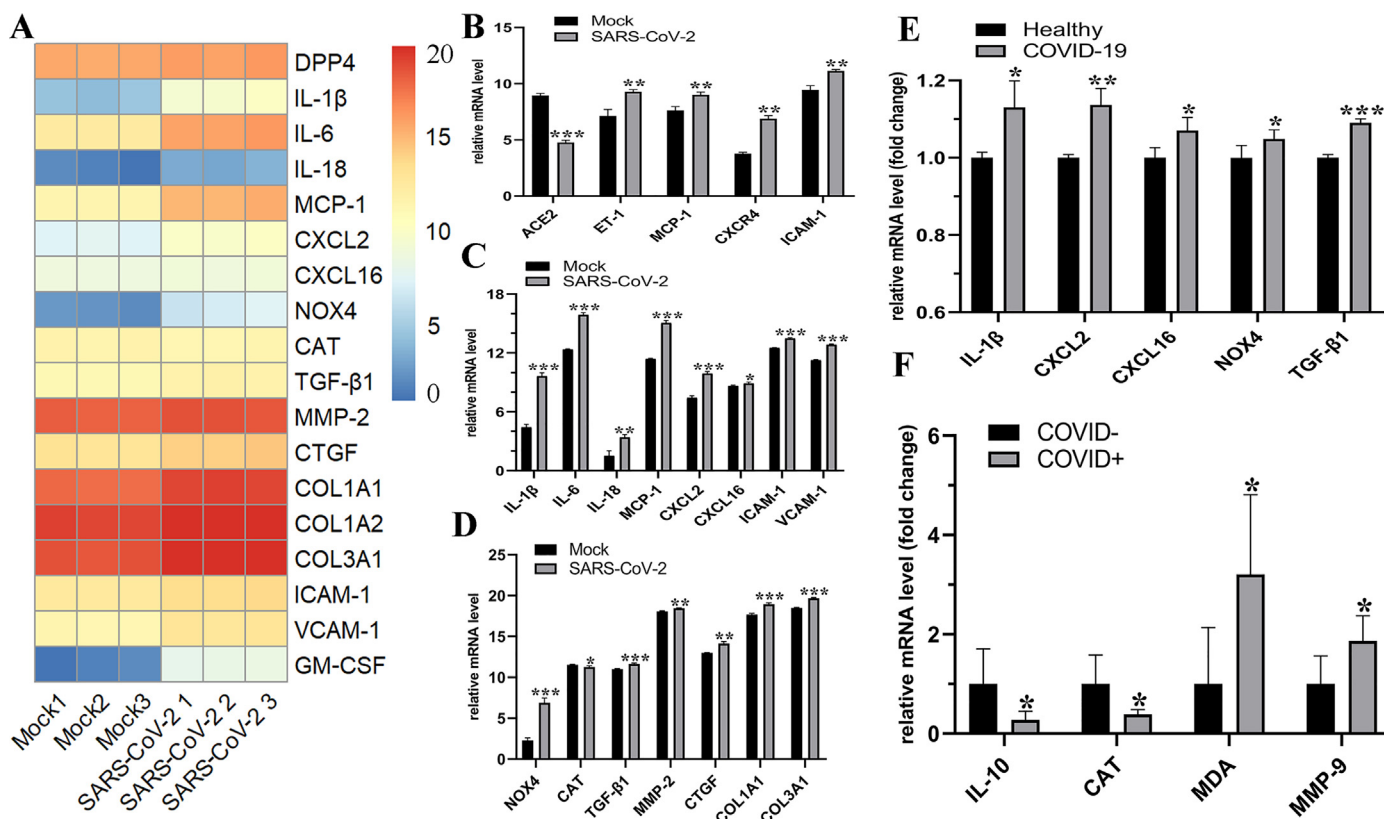 A
20
15
10
5
0
DPP4
IL-1β
IL-6
IL-18
MCP-1
CXCL2
CXCL16
NOX4
CAT
TGF-β1
MMP-2
CTGF
COL1A1
COL1A2
COL3A1
ICAM-1
VCAM-1
GM-CSF
Mock1
Mock2
Mock3
SARS-CoV-2 1
SARS-CoV-2 2
SARS-CoV-2 3
B
Mock
SARS-CoV-2
relative mRNA level
15
10
5
0
***
**
**
**
**
ACE2
ET-1
MCP-1
CXCR4
ICAM-1
C
Mock
SARS-CoV-2
relative mRNA level
18
12
6
0
***
***
**
***
***
*
***
***
IL-1β
IL-6
IL-18
MCP-1
CXCL2
CXCL16
ICAM-1
VCAM-1
D
Mock
SARS-CoV-2
relative mRNA level
25
20
15
10
5
0
***
*
***
**
**
***
***
NOX4
CAT
TGF-β1
MMP-2
CTGF
COL1A1
COL3A1
E
Healthy
COVID-19
relative mRNA level (fold change)
1.2
1.0
0.8
0.6
*
**
*
*
***
IL-1β
CXCL2
CXCL16
NOX4
TGF-β1
F
COVID-
COVID+
relative mRNA level (fold change)
6
4
2
0
*
*
*
*
IL-10
CAT
MDA
MMP-9